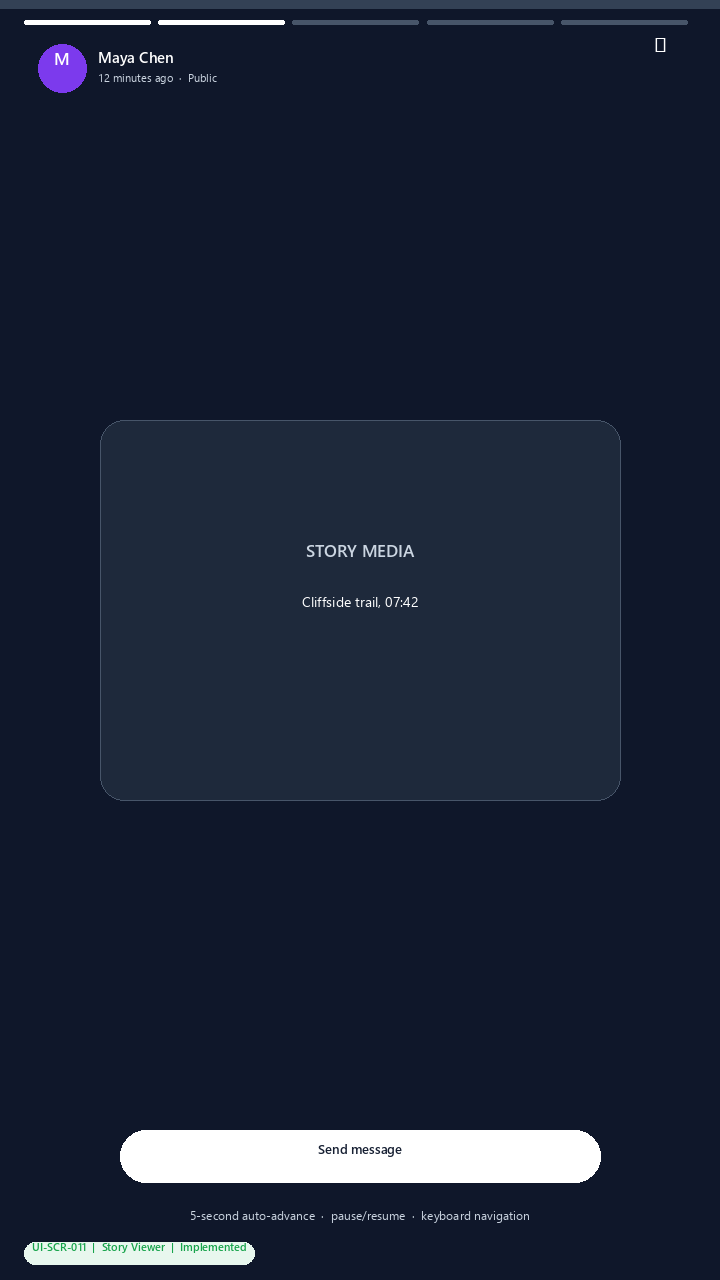 M
Maya Chen
12 minutes ago · Public
STORY MEDIA
Cliffside trail, 07:42
Send message
5-second auto-advance · pause/resume · keyboard navigation
UI-SCR-011 | Story Viewer | Implemented